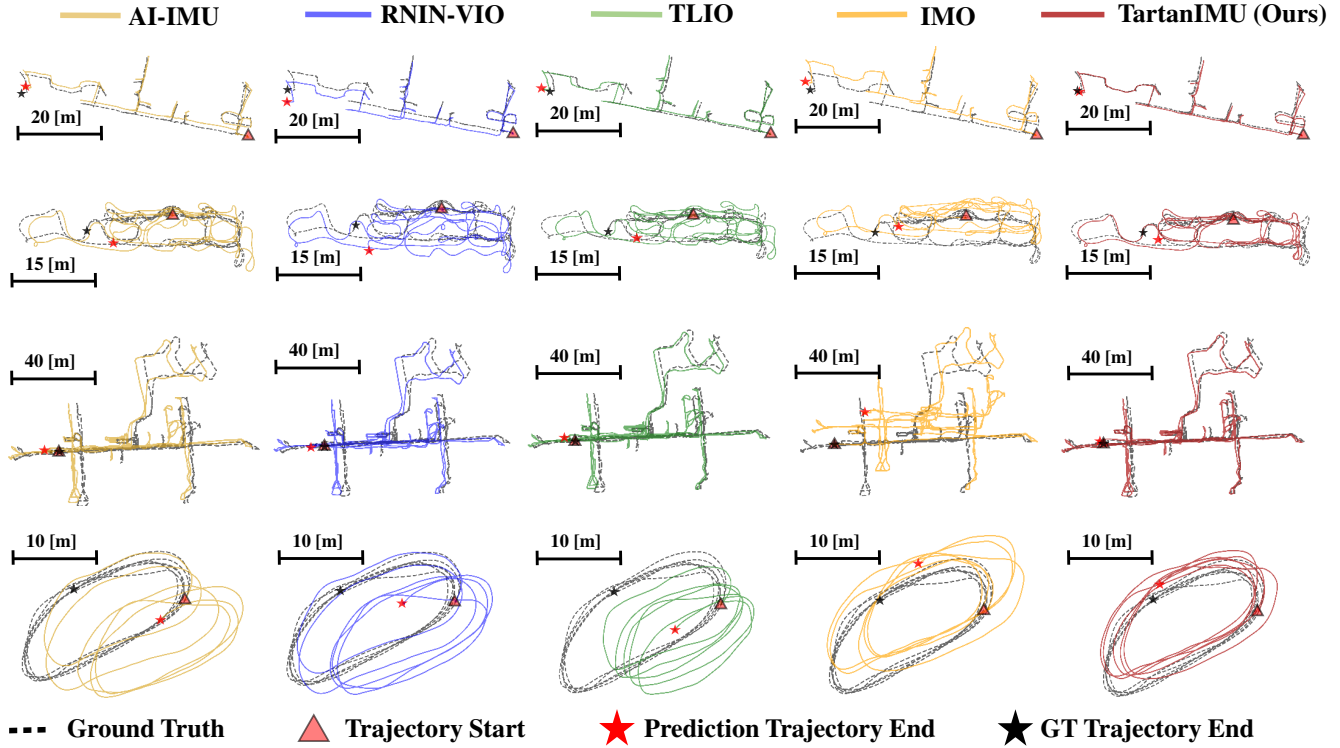 AI-IMU RNIN-VIO TLIO IMO TartanIMU (Ours)
20 [m] 20 [m] 20 [m] 20 [m] 20 [m]
15 [m] 15 [m] 15 [m] 15 [m] 15 [m]
40 [m] 40 [m] 40 [m] 40 [m] 40 [m]
10 [m] 10 [m] 10 [m] 10 [m] 10 [m]
Ground Truth Trajectory Start Prediction Trajectory End GT Trajectory End